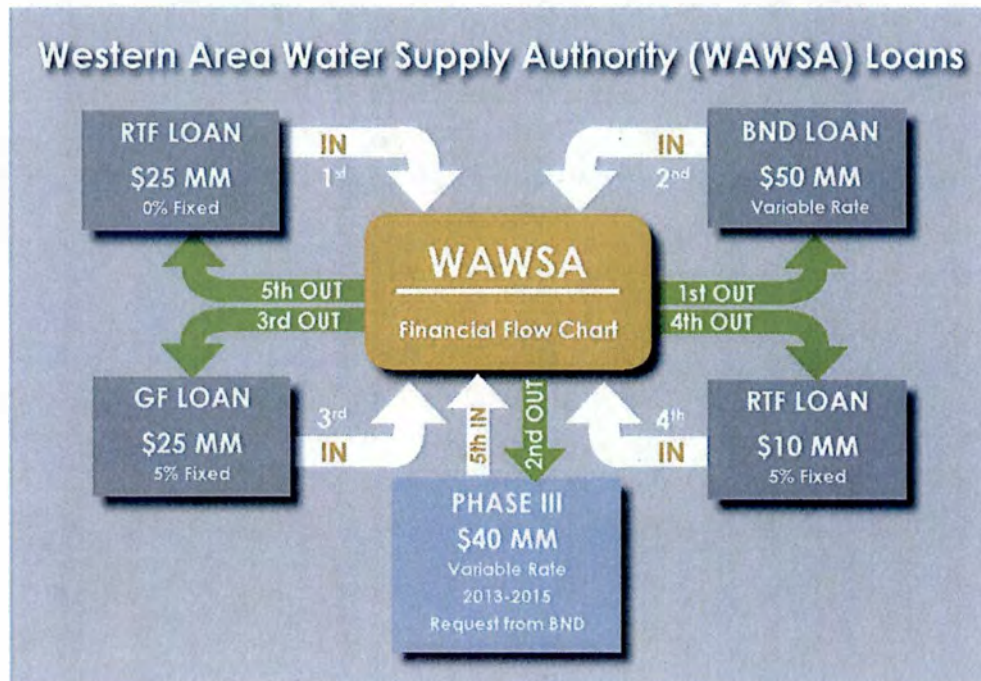 Western Area Water Supply Authority (WAWSA) Loans
RTF LOAN
$25 MM
0% Fixed
IN
1st
IN
2nd
BND LOAN
$50 MM
Variable Rate
WAWSA
Financial Flow Chart
5th OUT
3rd OUT
1st OUT
4th OUT
GF LOAN
$25 MM
5% Fixed
3rd
IN
5th IN
2nd OUT
4th
IN
RTF LOAN
$10 MM
5% Fixed
PHASE III
$40 MM
Variable Rate
2013-2015
Request from BND